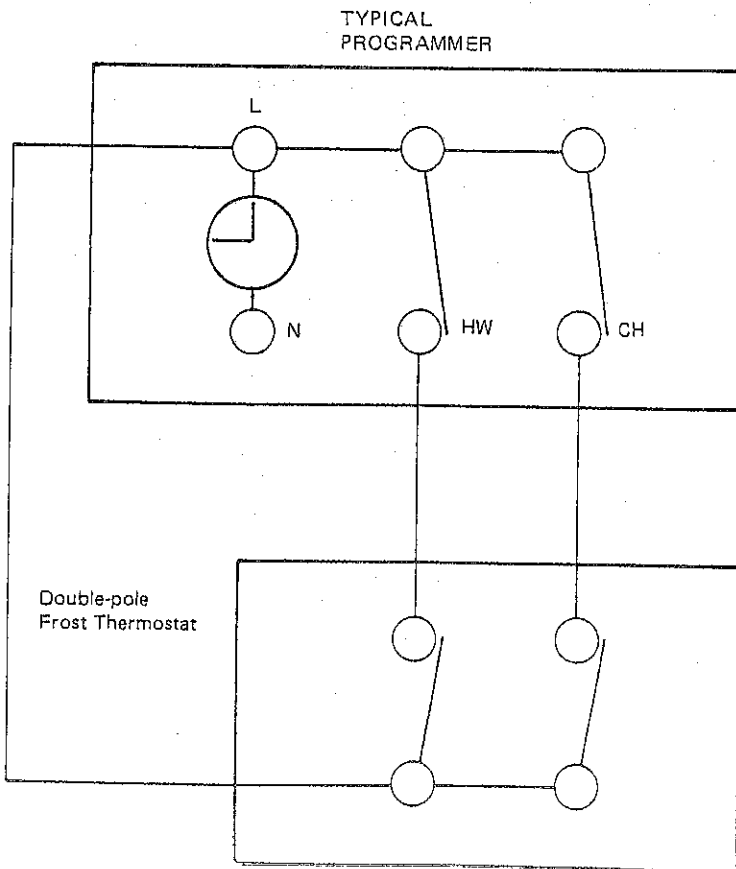 TYPICAL
PROGRAMMER
L
N
HW
CH
Double-pole
Frost Thermostat